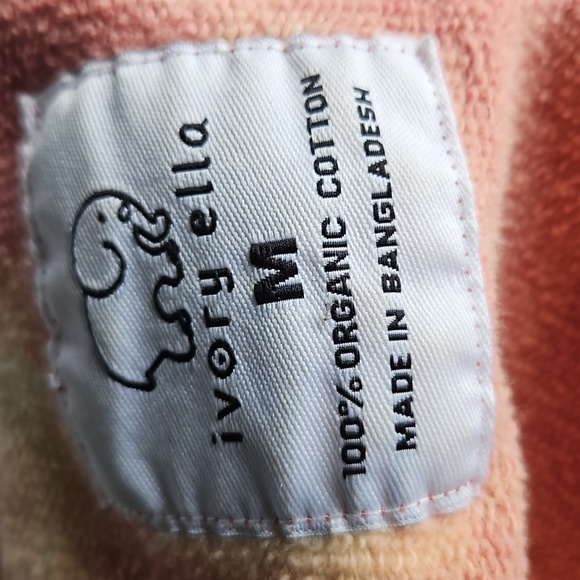 ivory ella
M
100% ORGANIC COTTON
MADE IN BANGLADESH